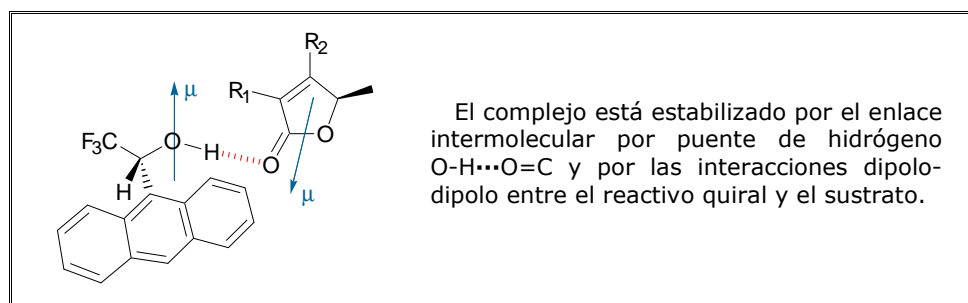 R2
R1
μ
O
F3C
O
H
O
H
μ
El complejo está estabilizado por el enlace
intermolecular por puente de hidrógeno
O-H···O=C y por las interacciones dipolo-
dipolo entre el reactivo quiral y el sustrato.